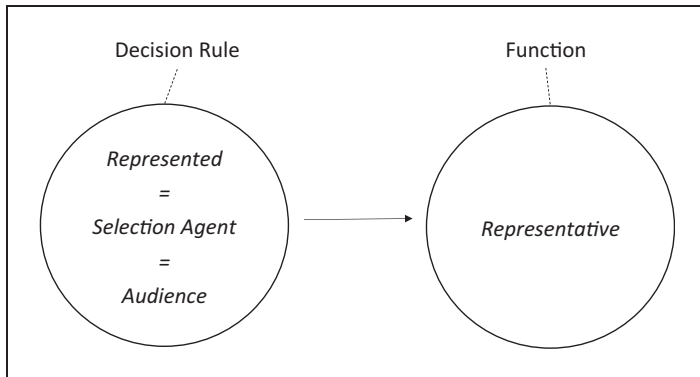 Decision Rule
Function
Represented
=
Selection Agent
=
Audience
Representative